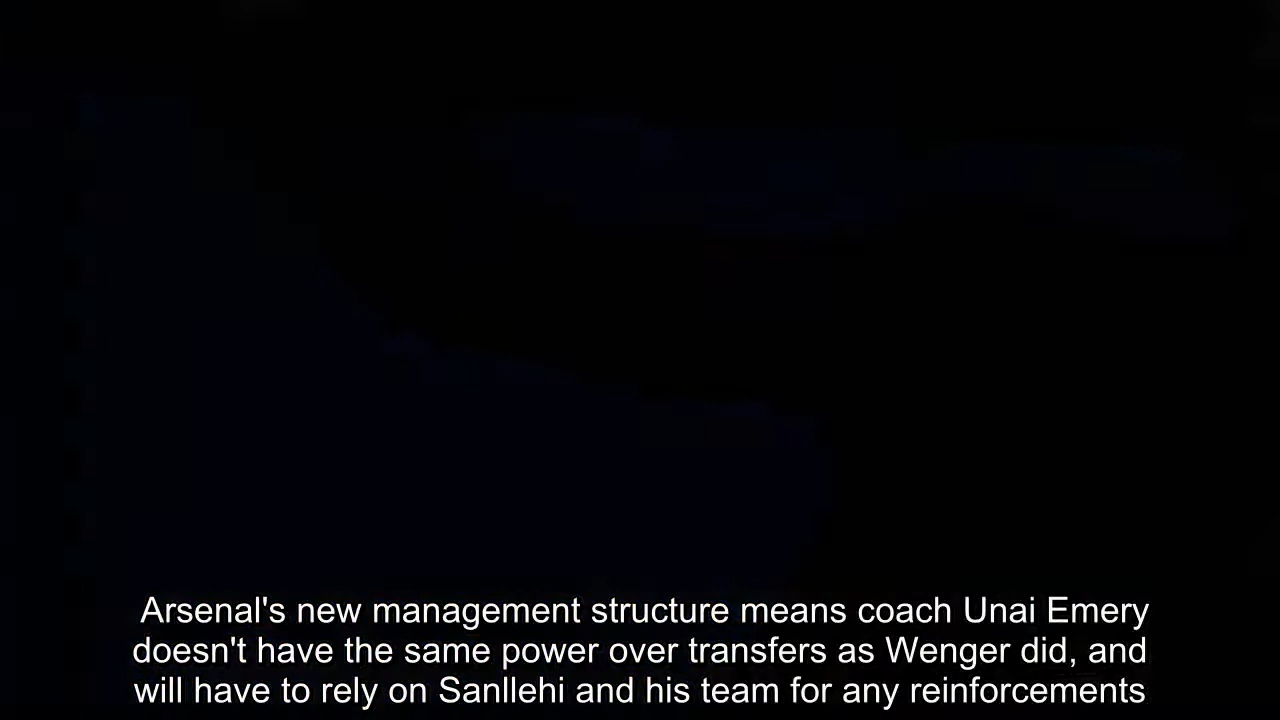 Arsenal's new management structure means coach Unai Emery
doesn't have the same power over transfers as Wenger did, and
will have to rely on Sanllehi and his team for any reinforcements